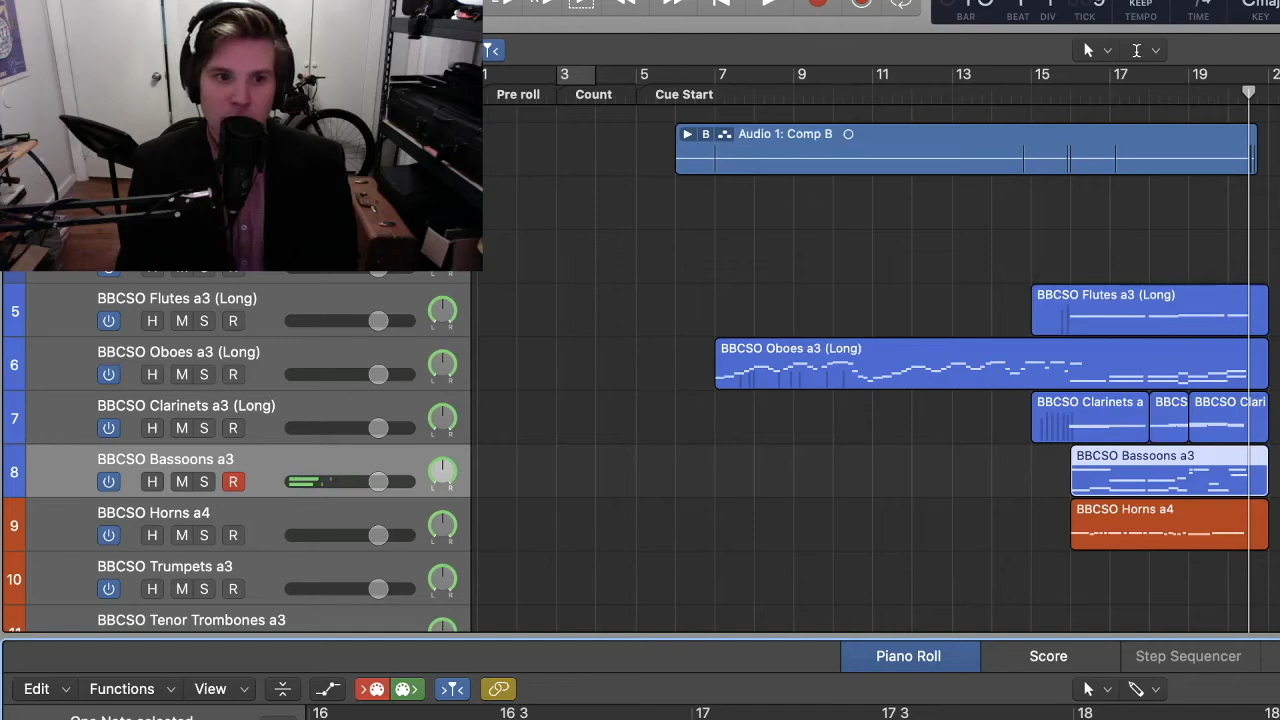 BAR BEAT DIV TICK KEEP TEMPO TIME KEY
1 3 5 7 9 11 13 15 17 19
Pre roll Count Cue Start
B Audio 1: Comp B
5 BBCSO Flutes a3 (Long)
H M S R L R
BBCSO Flutes a3 (Long)
6 BBCSO Oboes a3 (Long)
H M S R L R
BBCSO Oboes a3 (Long)
7 BBCSO Clarinets a3 (Long)
H M S R L R
BBCSO Clarinets a BBCS BBCSO Clari
8 BBCSO Bassoons a3
H M S R L R
BBCSO Bassoons a3
9 BBCSO Horns a4
H M S R L R
BBCSO Horns a4
10 BBCSO Trumpets a3
H M S R L R
BBCSO Tenor Trombones a3
Piano Roll Score Step Sequencer
Edit Functions View
One Note selected
16 16 3 17 17 3 18